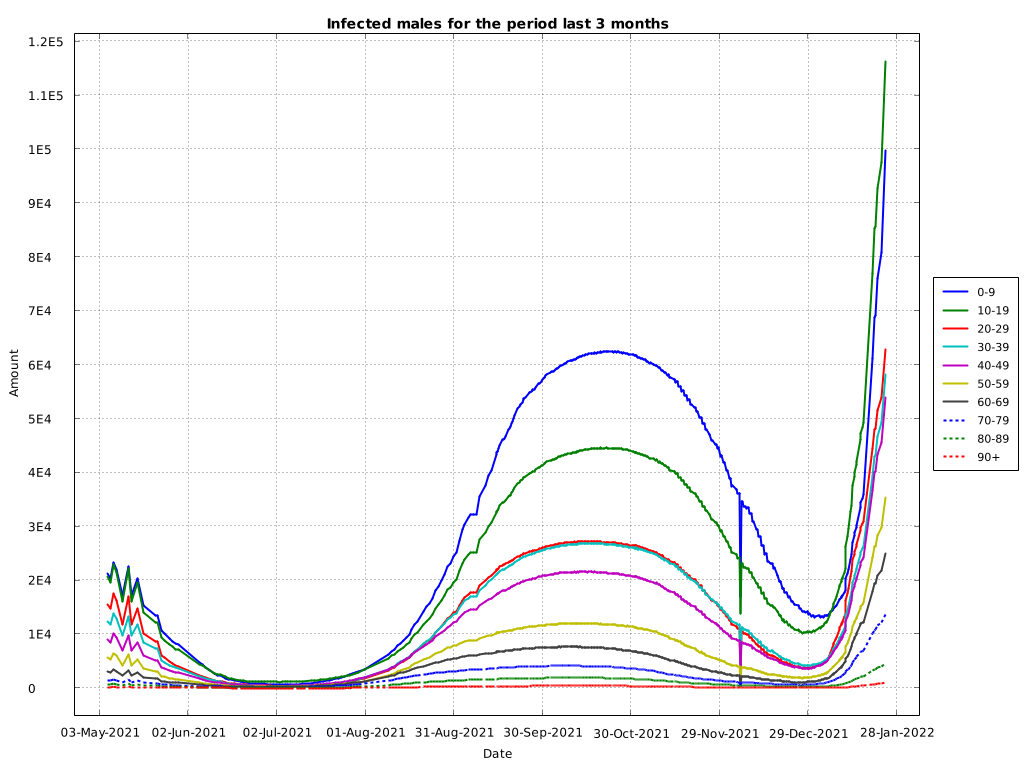 Infected males for the period last 3 months
1.2E5
1.1E5
1E5
9E4
8E4
7E4
6E4
5E4
4E4
3E4
2E4
1E4
0
Amount
03-May-2021 02-Jun-2021 02-Jul-2021 01-Aug-2021 31-Aug-2021 30-Sep-2021 30-Oct-2021 29-Nov-2021 29-Dec-2021 28-Jan-2022
Date
0-9
10-19
20-29
30-39
40-49
50-59
60-69
70-79
80-89
90+